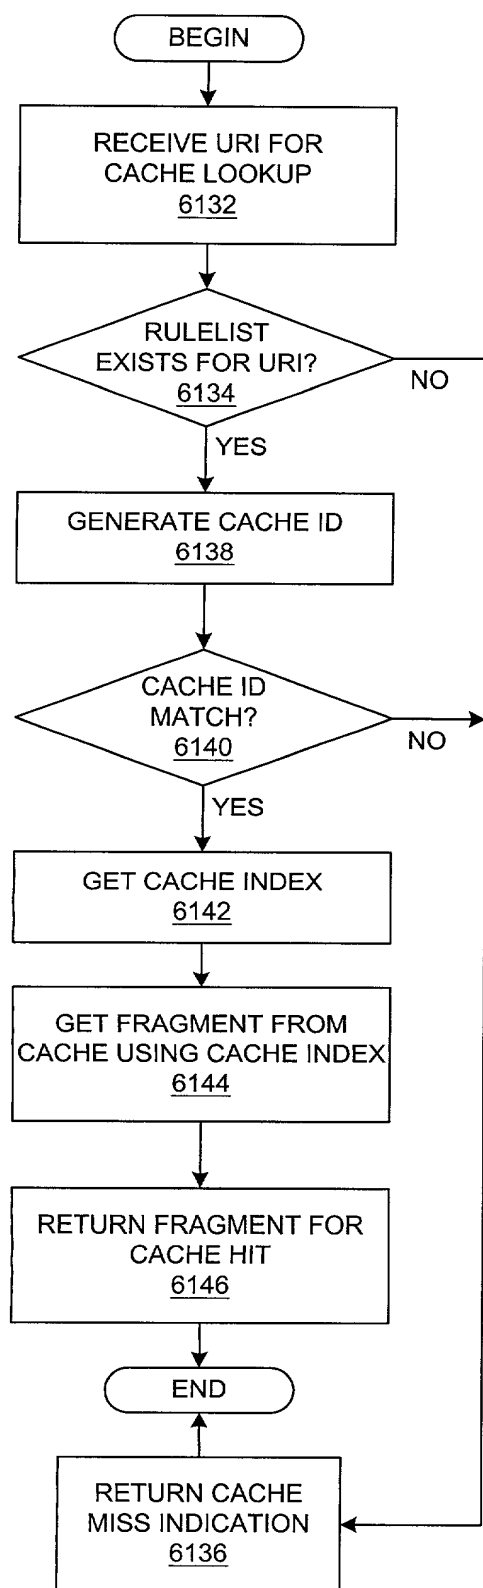 BEGIN
RECEIVE URI FOR
CACHE LOOKUP
6132
RULELIST
EXISTS FOR URI?
6134
NO
YES
GENERATE CACHE ID
6138
CACHE ID
MATCH?
6140
NO
YES
GET CACHE INDEX
6142
GET FRAGMENT FROM
CACHE USING CACHE INDEX
6144
RETURN FRAGMENT FOR
CACHE HIT
6146
END
RETURN CACHE
MISS INDICATION
6136